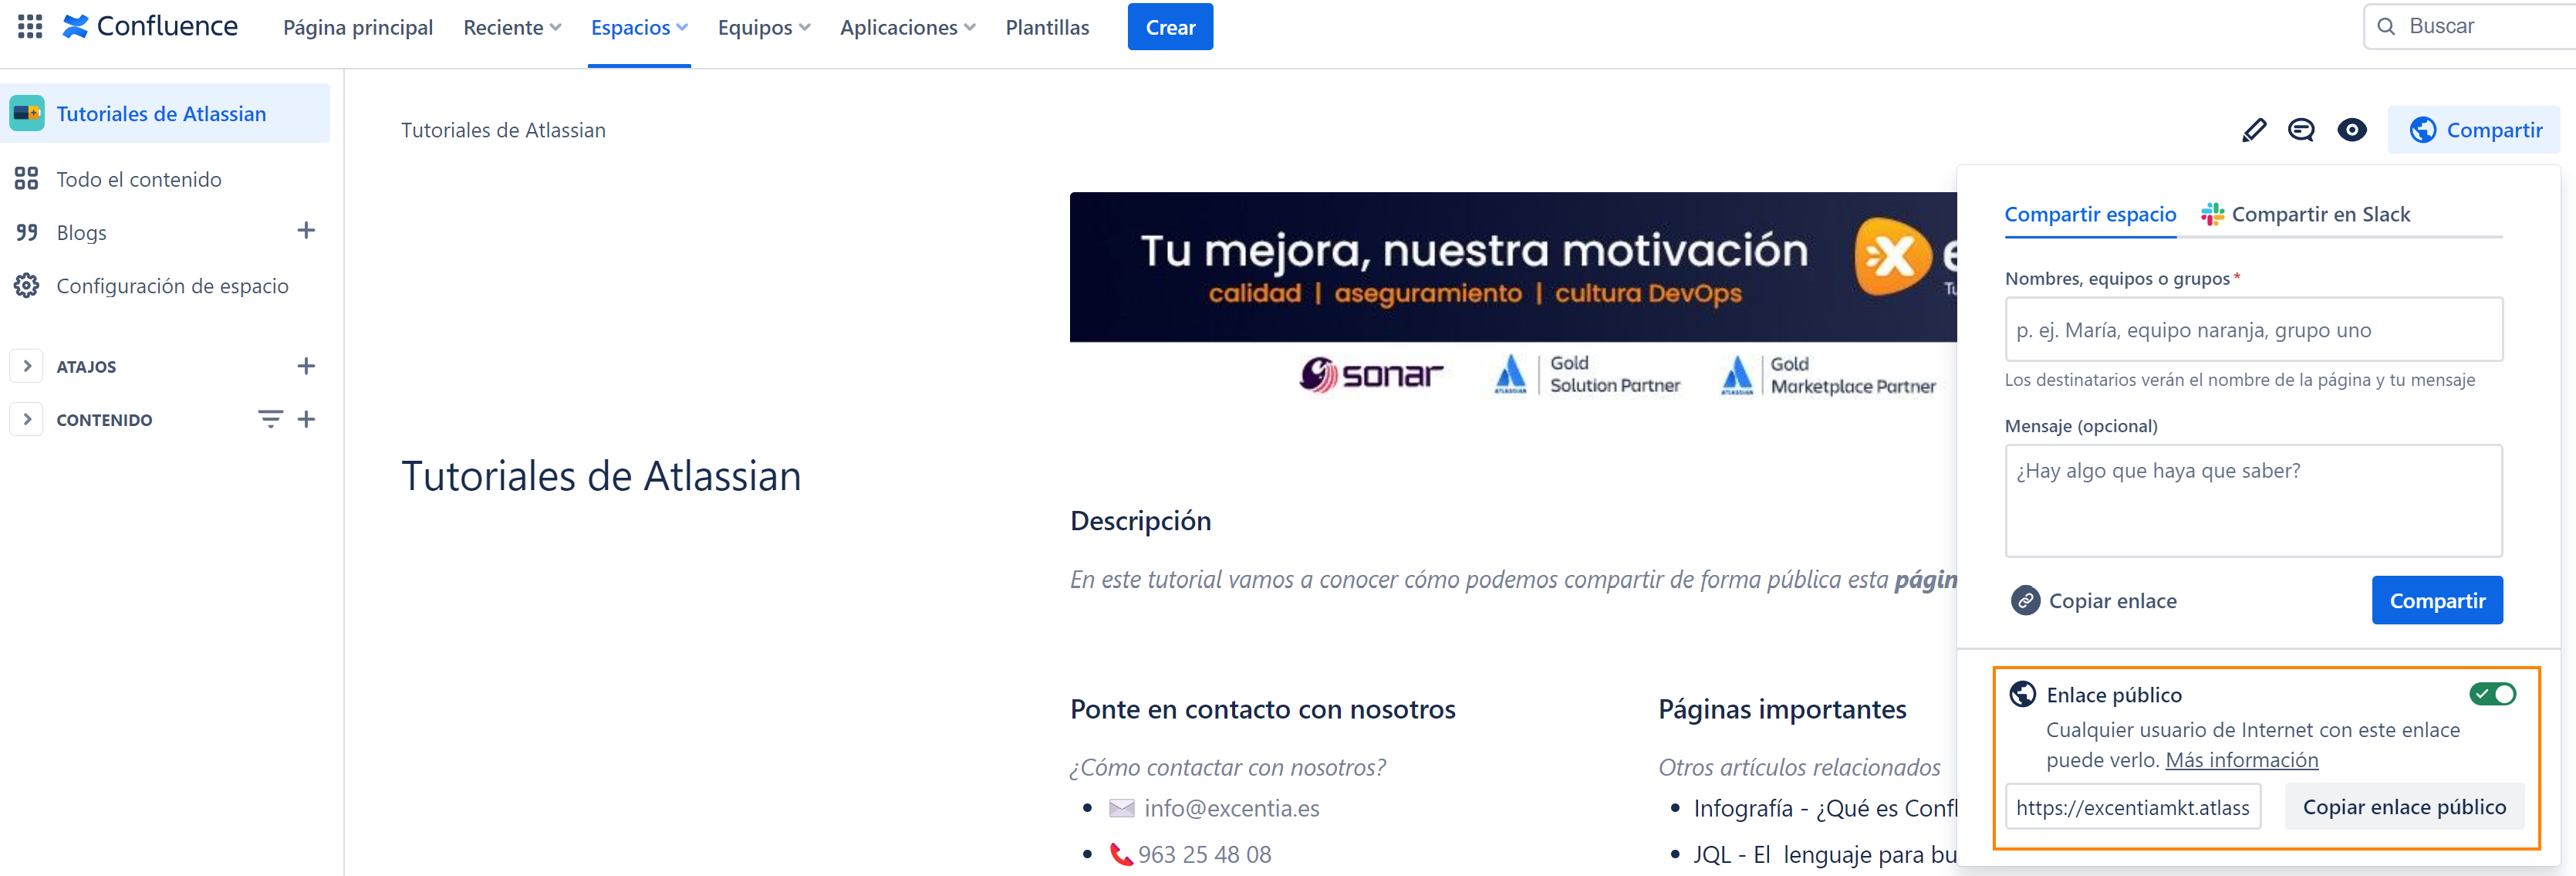 Confluence
Página principal
Reciente
Espacios
Equipos
Aplicaciones
Plantillas
Crear
Buscar
Tutoriales de Atlassian
Todo el contenido
Blogs
Configuración de espacio
ATAJOS
CONTENIDO
Tutoriales de Atlassian
Compartir
Tu mejora, nuestra motivación
calidad | aseguramiento | cultura DevOps
sonar
ATLASSIAN
Gold
Solution Partner
ATLASSIAN
Gold
Marketplace Partner
Tutoriales de Atlassian
Descripción
En este tutorial vamos a conocer cómo podemos compartir de forma pública esta págin
Ponte en contacto con nosotros
¿Cómo contactar con nosotros?
• info@excentia.es
• 963 25 48 08
Páginas importantes
Otros artículos relacionados
• Infografía - ¿Qué es Confl
• JQL - El lenguaje para bu
Compartir espacio
Compartir en Slack
Nombres, equipos o grupos *
p. ej. María, equipo naranja, grupo uno
Los destinatarios verán el nombre de la página y tu mensaje
Mensaje (opcional)
¿Hay algo que haya que saber?
Copiar enlace
Compartir
Enlace público
Cualquier usuario de Internet con este enlace
puede verlo. Más información
https://excentiamkt.atlass
Copiar enlace público